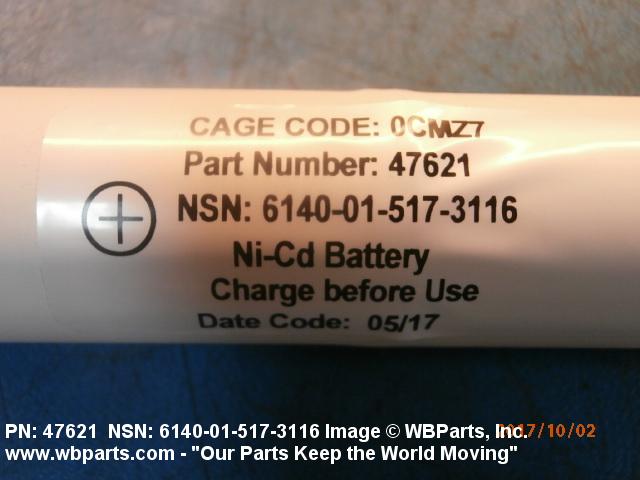 CAGE CODE: 0CMZ7
Part Number: 47621
NSN: 6140-01-517-3116
Ni-Cd Battery
Charge before Use
Date Code: 05/17
PN: 47621 NSN: 6140-01-517-3116 Image © WBParts, Inc.
2017/10/02
www.wbparts.com - "Our Parts Keep the World Moving"